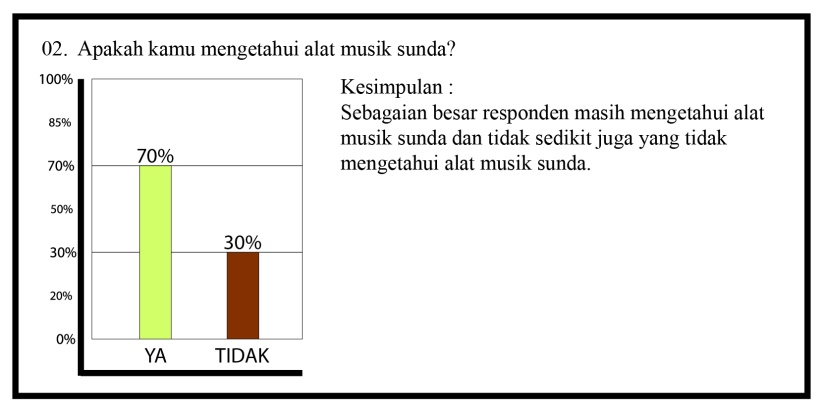 02. Apakah kamu mengetahui alat musik sunda?
100%
85%
70%
50%
30%
20%
0%
70%
30%
YA TIDAK
Kesimpulan :
Sebagaian besar responden masih mengetahui alat
musik sunda dan tidak sedikit juga yang tidak
mengetahui alat musik sunda.